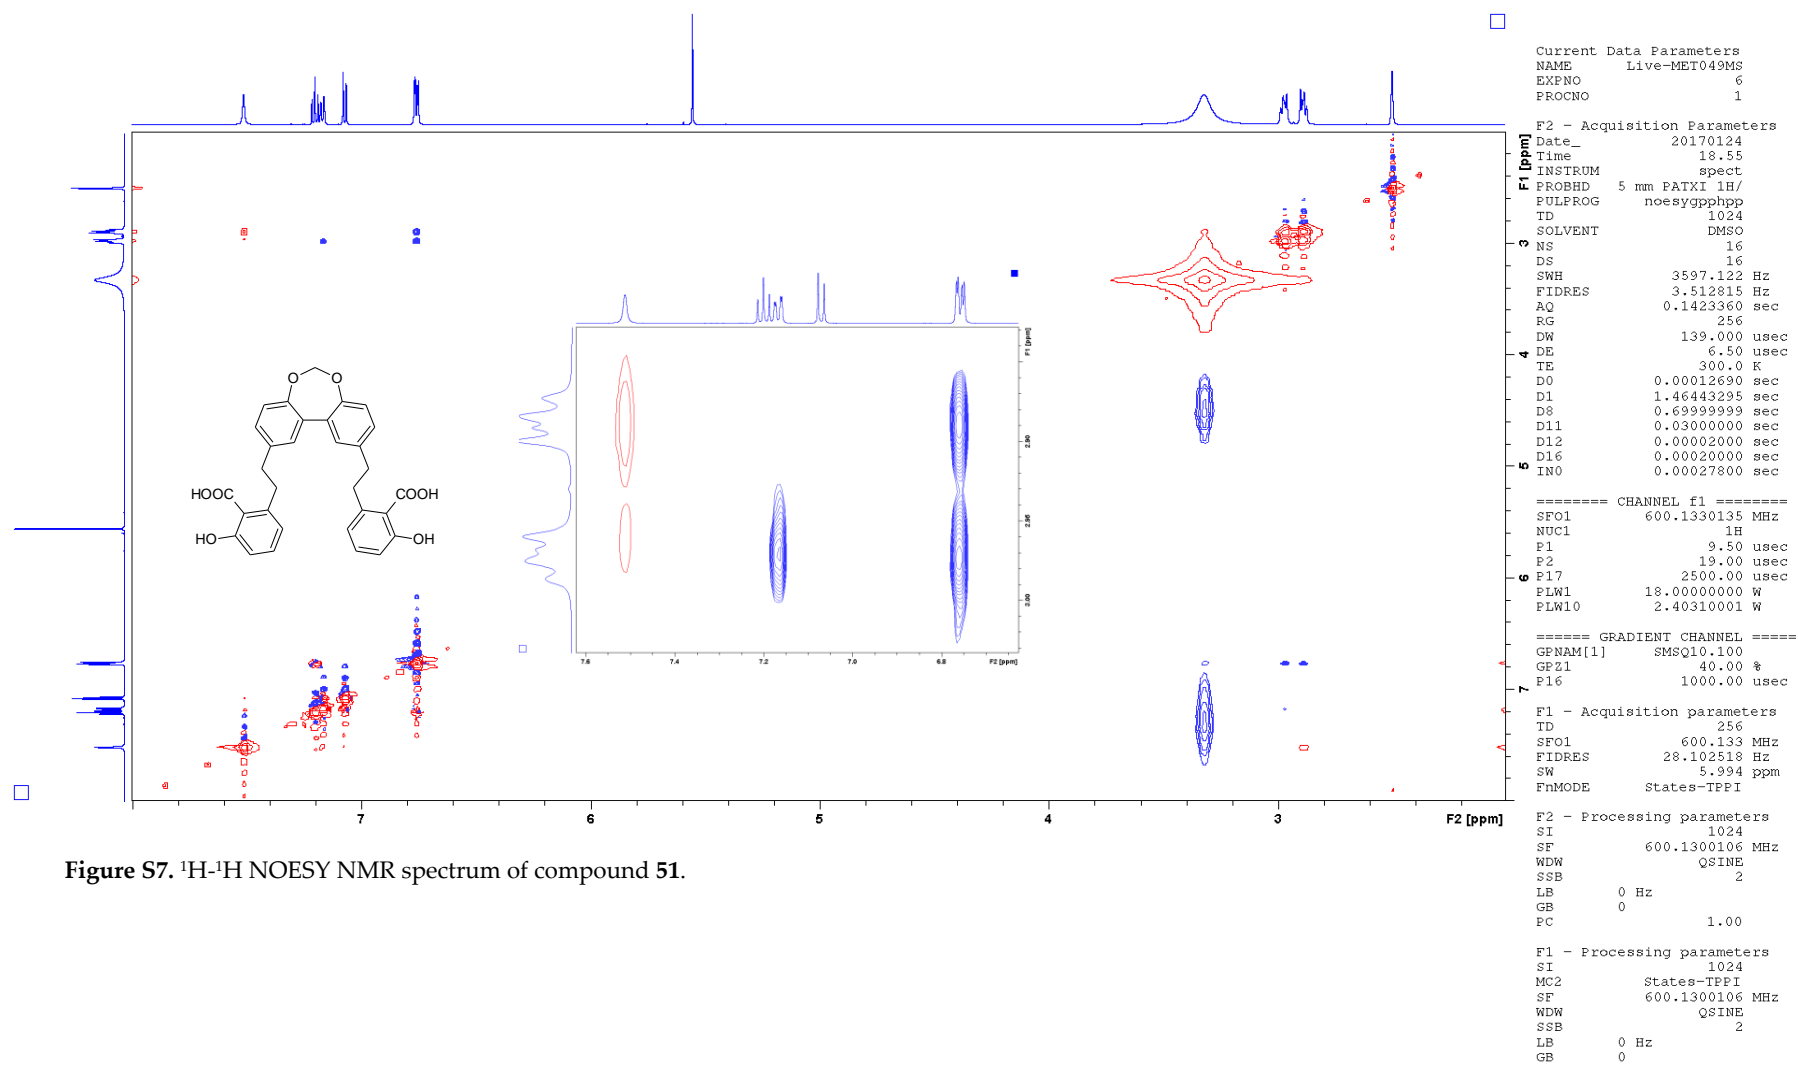 Current Data Parameters
NAME Live-MET049MS
EXPNO 6
PROCNO 1
F2 - Acquisition Parameters
Date_ 20170124
Time 18.55
INSTRUM spect
PROBHD 5 mm PATXI 1H/
PULPROG noesygpphpp
TD 1024
SOLVENT DMSO
NS 16
DS 16
SWH 3597.122 Hz
FIDRES 3.512815 Hz
AQ 0.1423360 sec
RG 256
DW 139.000 usec
DE 6.50 usec
TE 300.0 K
D0 0.00012690 sec
D1 1.46443295 sec
D8 0.69999999 sec
D11 0.03000000 sec
D12 0.00002000 sec
D16 0.00020000 sec
IN0 0.00027800 sec
======== CHANNEL f1 ========
SFO1 600.1330135 MHz
NUC1 1H
P1 9.50 usec
P2 19.00 usec
P17 2500.00 usec
PLW1 18.00000000 W
PLW10 2.40310001 W
====== GRADIENT CHANNEL =====
GPNAM[1] SMSQ10.100
GPZ1 40.00 %
P16 1000.00 usec
F1 - Acquisition parameters
TD 256
SFO1 600.133 MHz
FIDRES 28.102518 Hz
SW 5.994 ppm
FnMODE States-TPPI
F2 - Processing parameters
SI 1024
SF 600.1300106 MHz
WDW QSINE
SSB 2
LB 0 Hz
GB 0
PC 1.00
F1 - Processing parameters
SI 1024
MC2 States-TPPI
SF 600.1300106 MHz
WDW QSINE
SSB 2
LB 0 Hz
GB 0
F1 [ppm]
3
4
5
6
7
7 6 5 4 3 F2 [ppm]
F1 [ppm]
2.90
2.95
3.00
7.6 7.4 7.2 7.0 6.8 F2 [ppm]
O O
HOOC COOH
HO OH
Figure S7. ¹H-¹H NOESY NMR spectrum of compound 51.